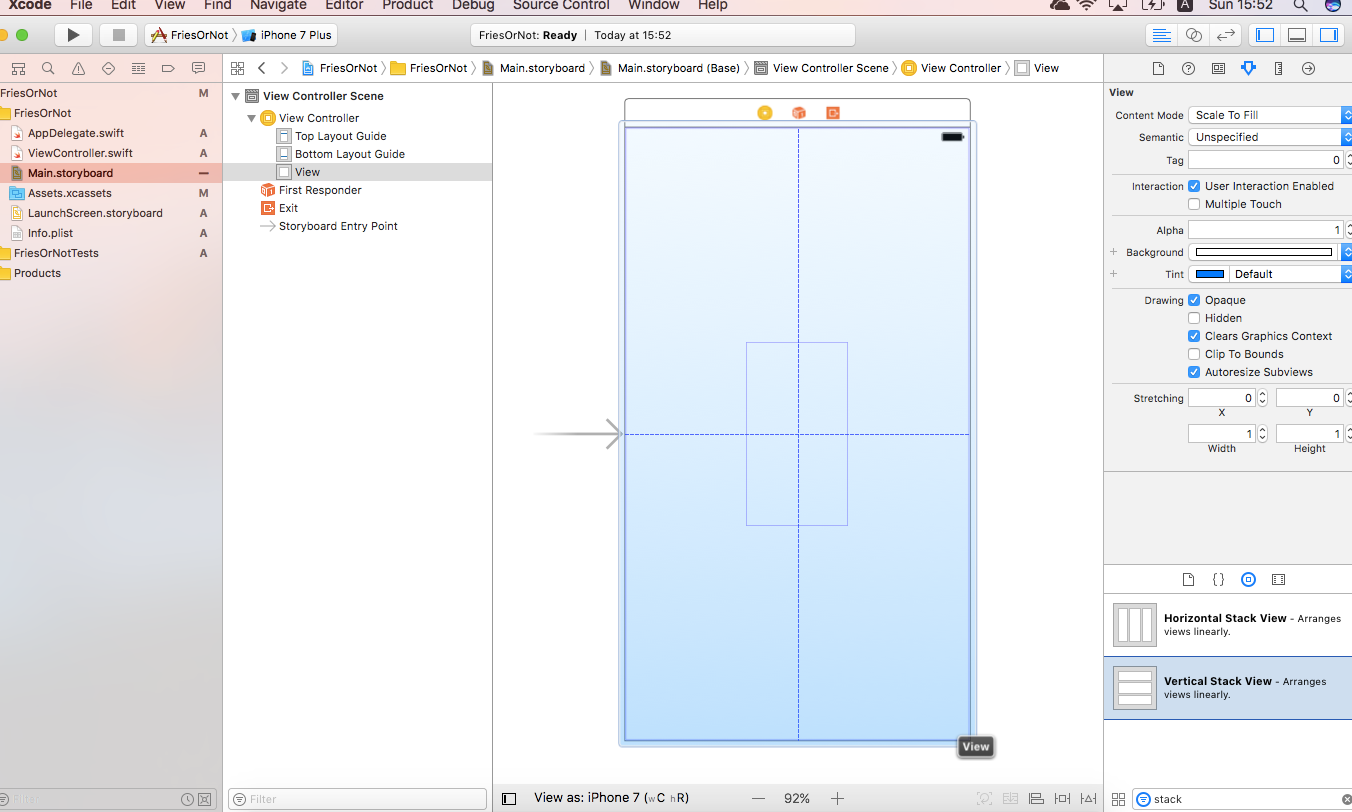 Xcode File Edit View Find Navigate Editor Product Debug Source Control Window Help A Sun 15:52
FriesOrNot iPhone 7 Plus FriesOrNot: Ready | Today at 15:52
FriesOrNot FriesOrNot Main.storyboard Main.storyboard (Base) View Controller Scene View Controller View
FriesOrNot M
FriesOrNot
AppDelegate.swift A
ViewController.swift A
Main.storyboard –
Assets.xcassets M
LaunchScreen.storyboard A
Info.plist A
FriesOrNotTests A
Products
View Controller Scene
View Controller
Top Layout Guide
Bottom Layout Guide
View
First Responder
Exit
Storyboard Entry Point
View
View
Content Mode Scale To Fill
Semantic Unspecified
Tag 0
Interaction User Interaction Enabled
Multiple Touch
Alpha 1
+ Background
+ Tint Default
Drawing Opaque
Hidden
Clears Graphics Context
Clip To Bounds
Autoresize Subviews
Stretching 0 0
X Y
1 1
Width Height
{}
Horizontal Stack View - Arranges
views linearly.
Vertical Stack View - Arranges
views linearly.
Filter Filter View as: iPhone 7 (wC hR) — 92% + stack